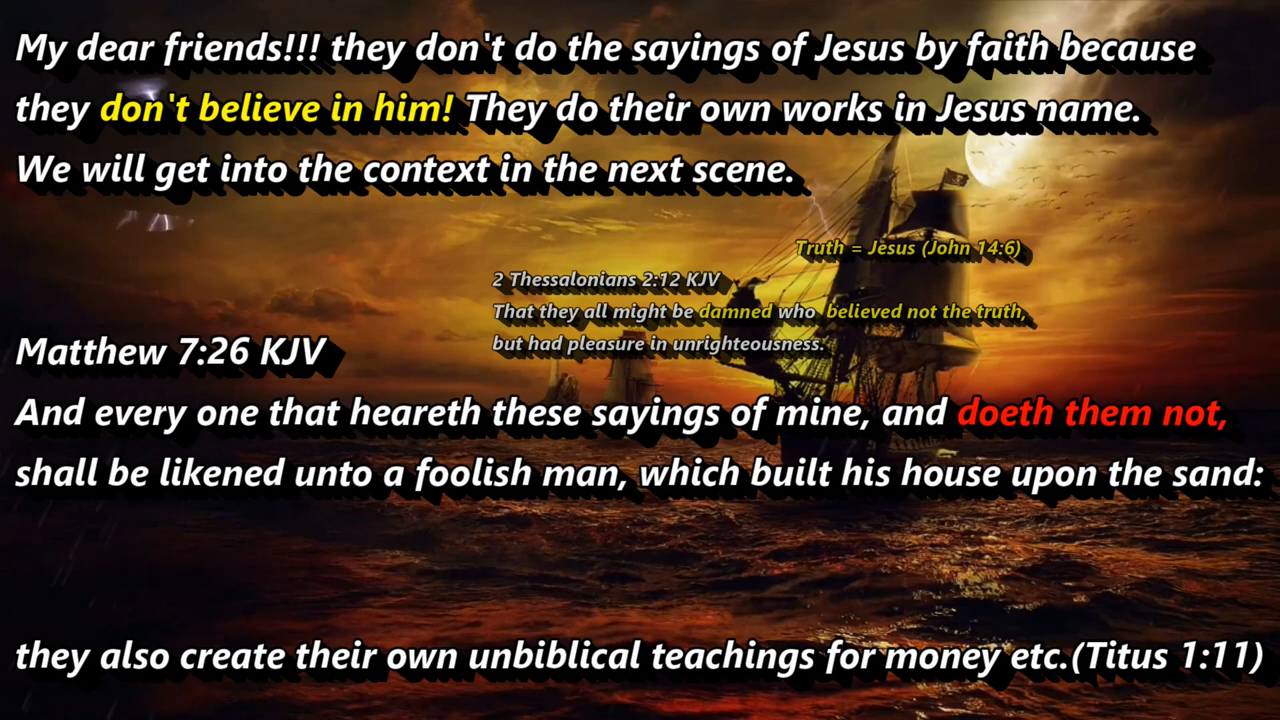 My dear friends!!! they don't do the sayings of Jesus by faith because
they don't believe in him! They do their own works in Jesus name.
We will get into the context in the next scene.
Truth = Jesus (John 14:6)
2 Thessalonians 2:12 KJV
That they all might be damned who believed not the truth,
but had pleasure in unrighteousness.
Matthew 7:26 KJV
And every one that heareth these sayings of mine, and doeth them not,
shall be likened unto a foolish man, which built his house upon the sand:
they also create their own unbiblical teachings for money etc.(Titus 1:11)